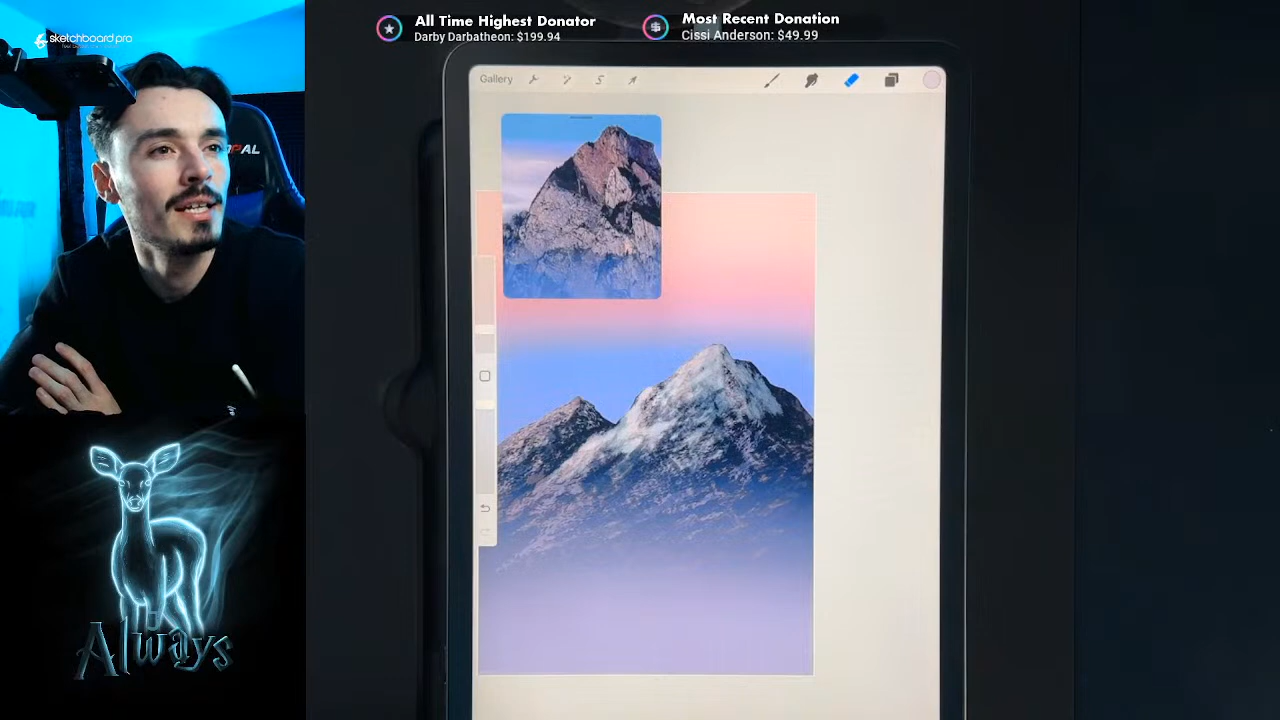 All Time Highest Donator
Darby Darbatheon: $199.94
Most Recent Donation
Cissi Anderson: $49.99
sketchboard pro
Gallery
Always